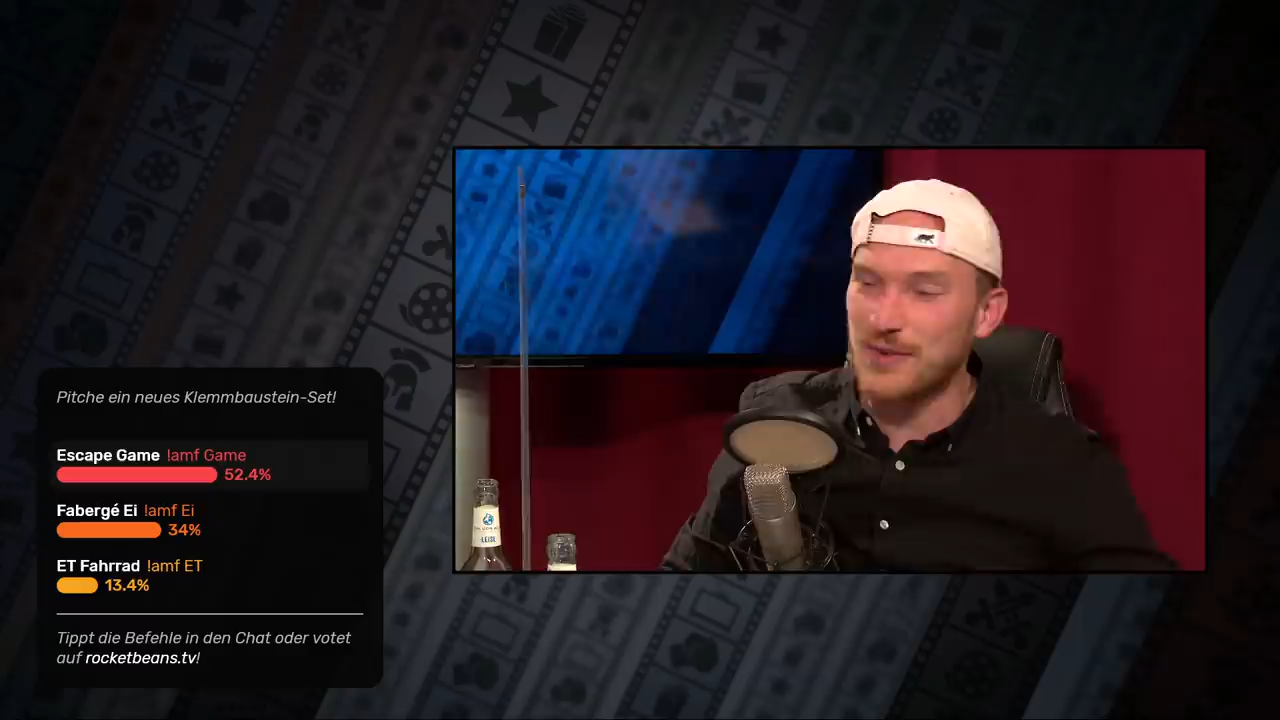 Pitche ein neues Klemmbaustein-Set!
Escape Game !amf Game
52.4%
Fabergé Ei !amf Ei
34%
ET Fahrrad !amf ET
13.4%
Tippt die Befehle in den Chat oder votet
auf rocketbeans.tv!